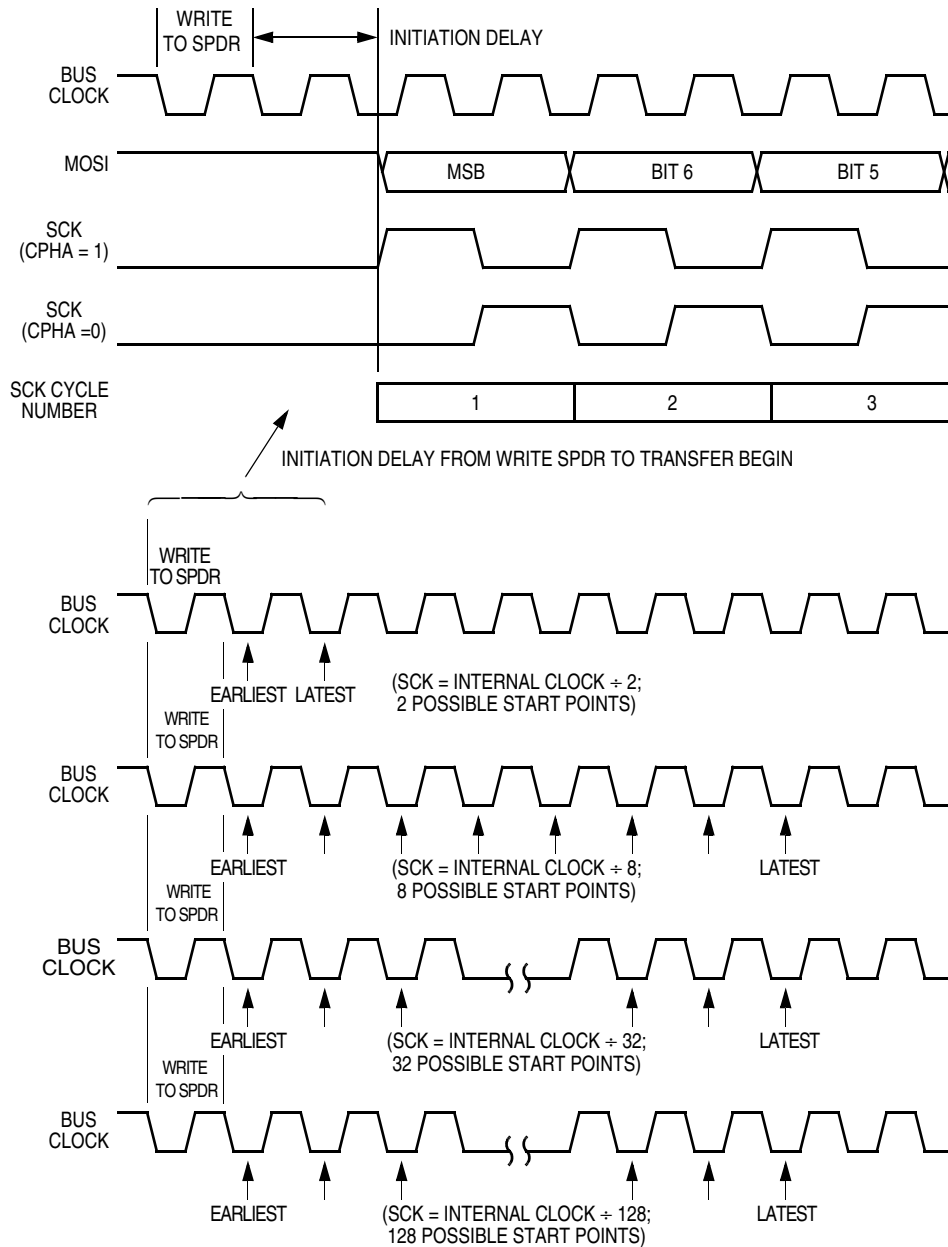 WRITE
TO SPDR
INITIATION DELAY
BUS
CLOCK
MOSI
MSB
BIT 6
BIT 5
SCK
(CPHA = 1)
SCK
(CPHA =0)
SCK CYCLE
NUMBER
1
2
3
INITIATION DELAY FROM WRITE SPDR TO TRANSFER BEGIN
WRITE
TO SPDR
BUS
CLOCK
EARLIEST
LATEST
(SCK = INTERNAL CLOCK ÷ 2;
2 POSSIBLE START POINTS)
WRITE
TO SPDR
BUS
CLOCK
EARLIEST
(SCK = INTERNAL CLOCK ÷ 8;
8 POSSIBLE START POINTS)
LATEST
WRITE
TO SPDR
BUS
CLOCK
EARLIEST
(SCK = INTERNAL CLOCK ÷ 32;
32 POSSIBLE START POINTS)
LATEST
WRITE
TO SPDR
BUS
CLOCK
EARLIEST
(SCK = INTERNAL CLOCK ÷ 128;
128 POSSIBLE START POINTS)
LATEST